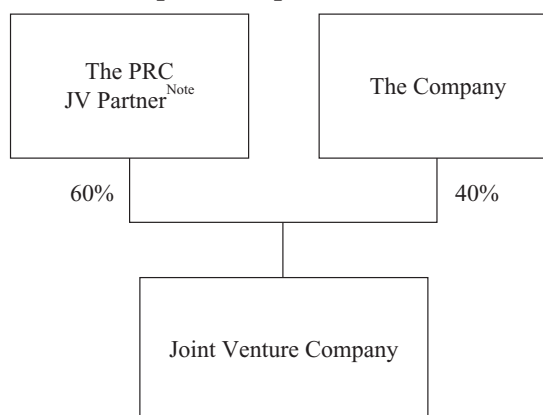 The PRC
JV Partner Note
The Company
60%
40%
Joint Venture Company